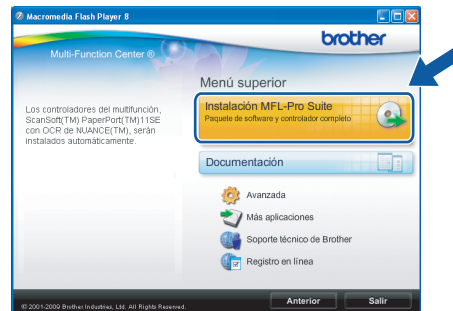 Macromedia Flash Player 8
brother
Multi-Function Center ®
Menú superior
Los controladores del multifunción,
ScanSoft(TM) PaperPort(TM)11SE
con OCR de NUANCE(TM), serán
instalados automáticamente.
Instalación MFL-Pro Suite
Paquete de software y controlador completo
Documentación
Avanzada
Más aplicaciones
Soporte técnico de Brother
Registro en línea
© 2001-2009 Brother Industries, Ltd. All Rights Reserved.
Anterior
Salir